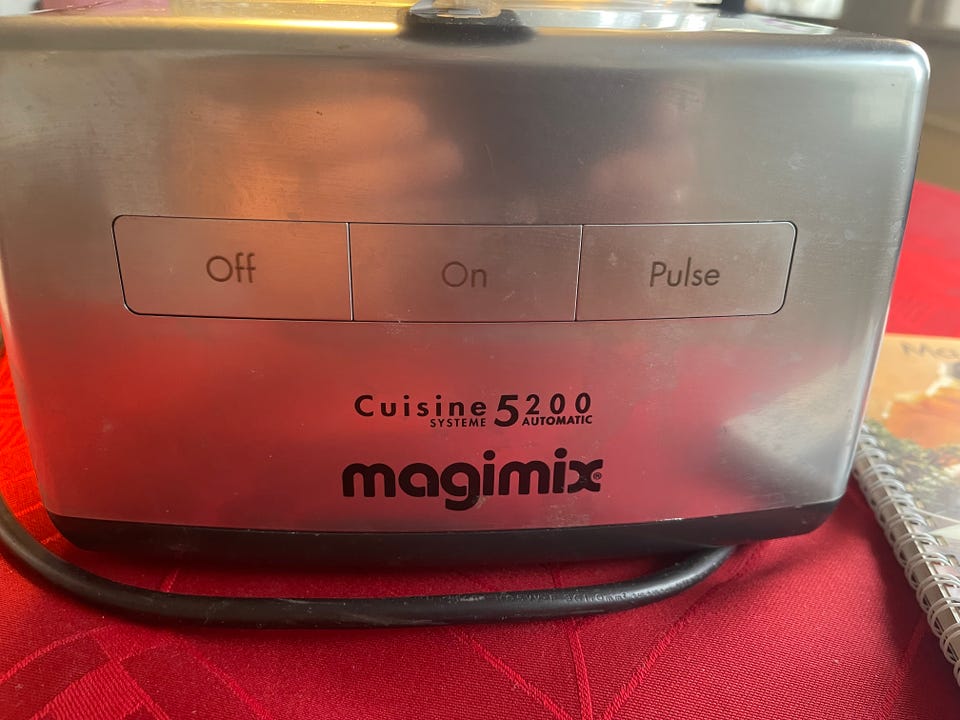 Off On Pulse
Cuisine 5200
SYSTEME AUTOMATIC
magimix®